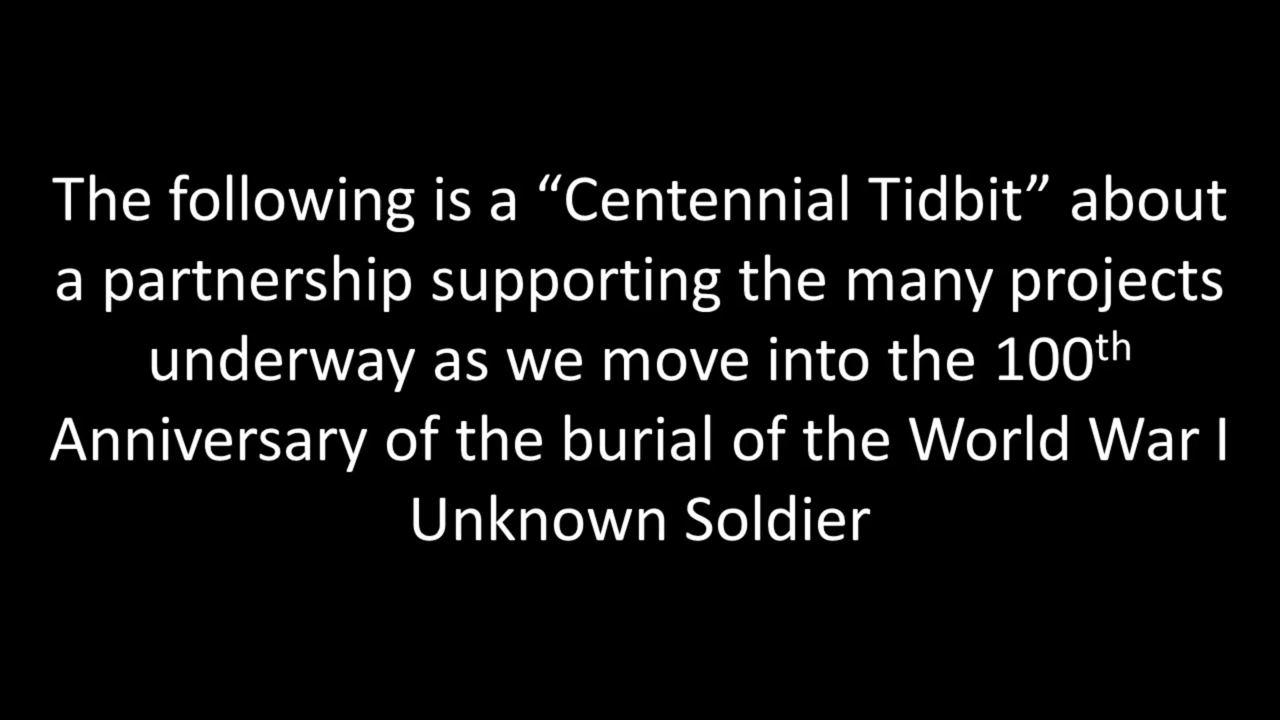 The following is a “Centennial Tidbit” about
a partnership supporting the many projects
underway as we move into the 100th
Anniversary of the burial of the World War I
Unknown Soldier